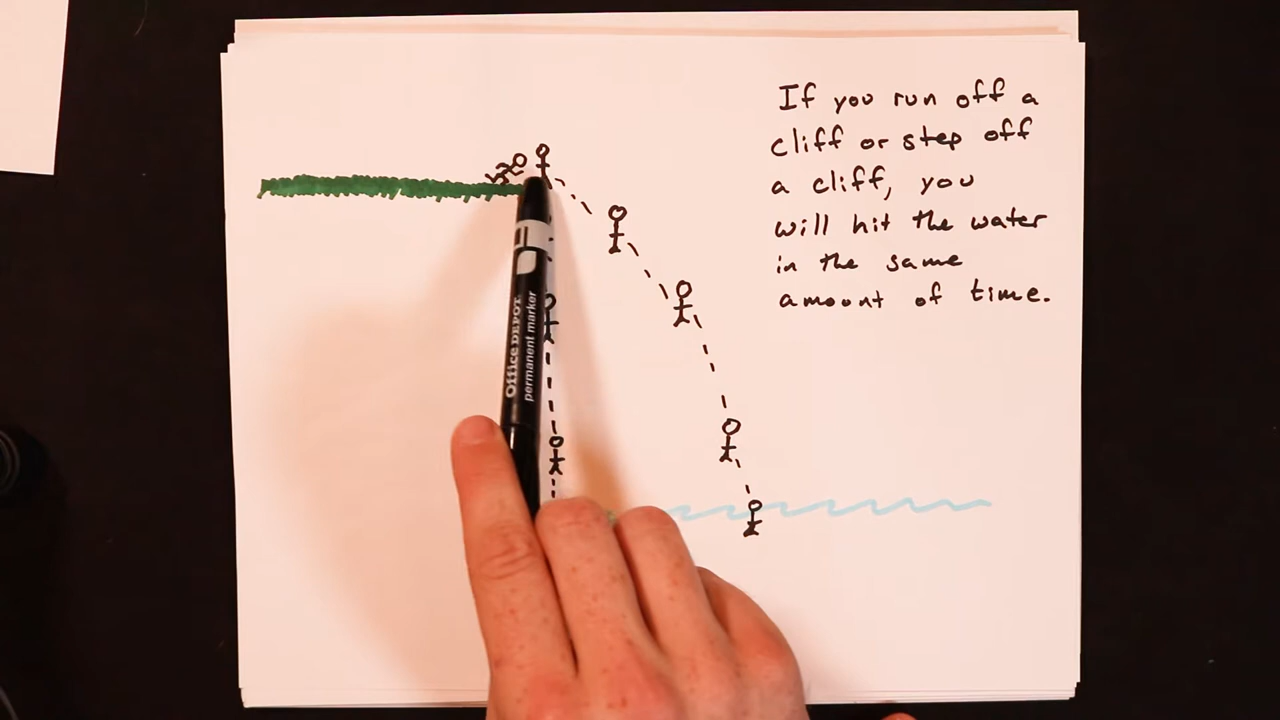 If you run off a
cliff or step off
a cliff, you
will hit the water
in the same
amount of time.
Office DEPOT
permanent marker